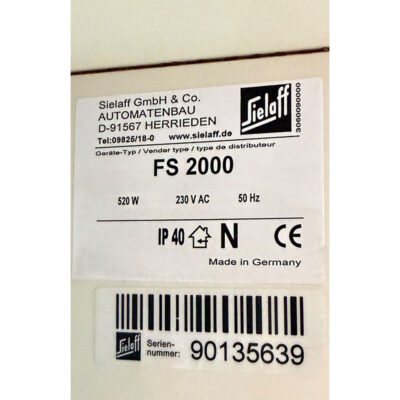 Sielaff GmbH & Co.
AUTOMATENBAU
D-91567 HERRIEDEN
Tel:09825/18-0 www.sielaff.de
Sielaff
3060090000
Geräte-Typ / Vender type / type de distributeur
FS 2000
520 W 230 V AC 50 Hz
IP 40 N CE
Made in Germany
Sielaff
Serien-
nummer: 90135639